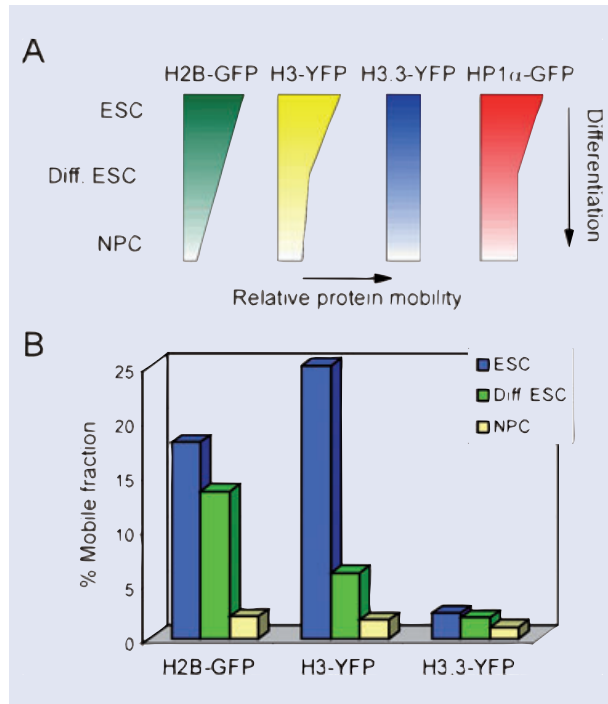 A
H2B-GFP H3-YFP H3.3-YFP HP1α-GFP
ESC
Diff. ESC
NPC
Differentiation
Relative protein mobility
B
ESC
Diff ESC
NPC
% Mobile fraction
25
20
15
10
5
0
H2B-GFP H3-YFP H3.3-YFP